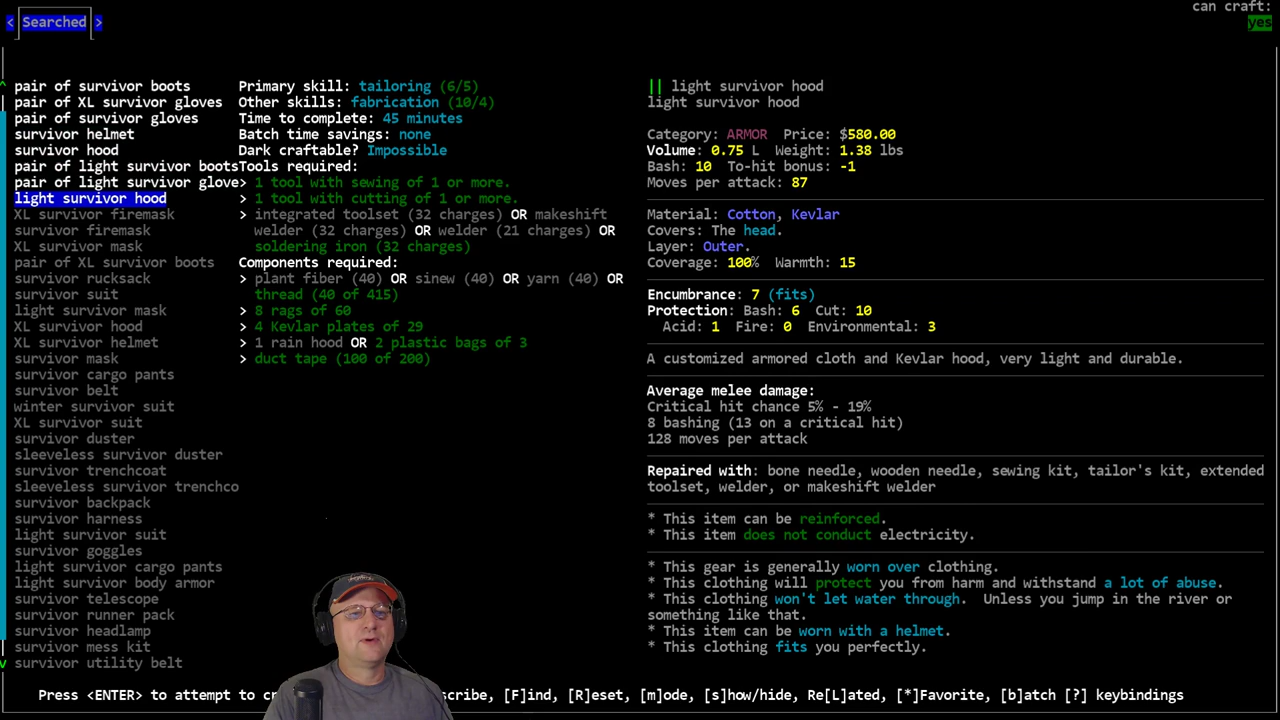 can craft:
< Searched >
yes
pair of survivor boots
pair of XL survivor gloves
pair of survivor gloves
survivor helmet
survivor hood
pair of light survivor boots
pair of light survivor glove
light survivor hood
XL survivor firemask
survivor firemask
XL survivor mask
pair of XL survivor boots
survivor rucksack
survivor suit
light survivor mask
XL survivor hood
XL survivor helmet
survivor mask
survivor cargo pants
survivor belt
winter survivor suit
XL survivor suit
survivor duster
sleeveless survivor duster
survivor trenchcoat
sleeveless survivor trenchco
survivor backpack
survivor harness
light survivor suit
survivor goggles
light survivor cargo pants
light survivor body armor
survivor telescope
survivor runner pack
survivor headlamp
survivor mess kit
v survivor utility belt
Primary skill: tailoring (6/5)
Other skills: fabrication (10/4)
Time to complete: 45 minutes
Batch time savings: none
Dark craftable? Impossible
Tools required:
> 1 tool with sewing of 1 or more.
> 1 tool with cutting of 1 or more.
> integrated toolset (32 charges) OR makeshift
welder (32 charges) OR welder (21 charges) OR
soldering iron (32 charges)
Components required:
> plant fiber (40) OR sinew (40) OR yarn (40) OR
thread (40 of 415)
> 8 rags of 60
> 4 Kevlar plates of 29
> 1 rain hood OR 2 plastic bags of 3
> duct tape (100 of 200)
|| light survivor hood
light survivor hood
Category: ARMOR Price: $580.00
Volume: 0.75 L Weight: 1.38 lbs
Bash: 10 To-hit bonus: -1
Moves per attack: 87
Material: Cotton, Kevlar
Covers: The head.
Layer: Outer.
Coverage: 100% Warmth: 15
Encumbrance: 7 (fits)
Protection: Bash: 6 Cut: 10
Acid: 1 Fire: 0 Environmental: 3
A customized armored cloth and Kevlar hood, very light and durable.
Average melee damage:
Critical hit chance 5% - 19%
8 bashing (13 on a critical hit)
128 moves per attack
Repaired with: bone needle, wooden needle, sewing kit, tailor's kit, extended
toolset, welder, or makeshift welder
* This item can be reinforced.
* This item does not conduct electricity.
* This gear is generally worn over clothing.
* This clothing will protect you from harm and withstand a lot of abuse.
* This clothing won't let water through. Unless you jump in the river or
something like that.
* This item can be worn with a helmet.
* This clothing fits you perfectly.
Press <ENTER> to attempt to cr scribe, [F]ind, [R]eset, [m]ode, [s]how/hide, Re[L]ated, [*]Favorite, [b]atch [?] keybindings